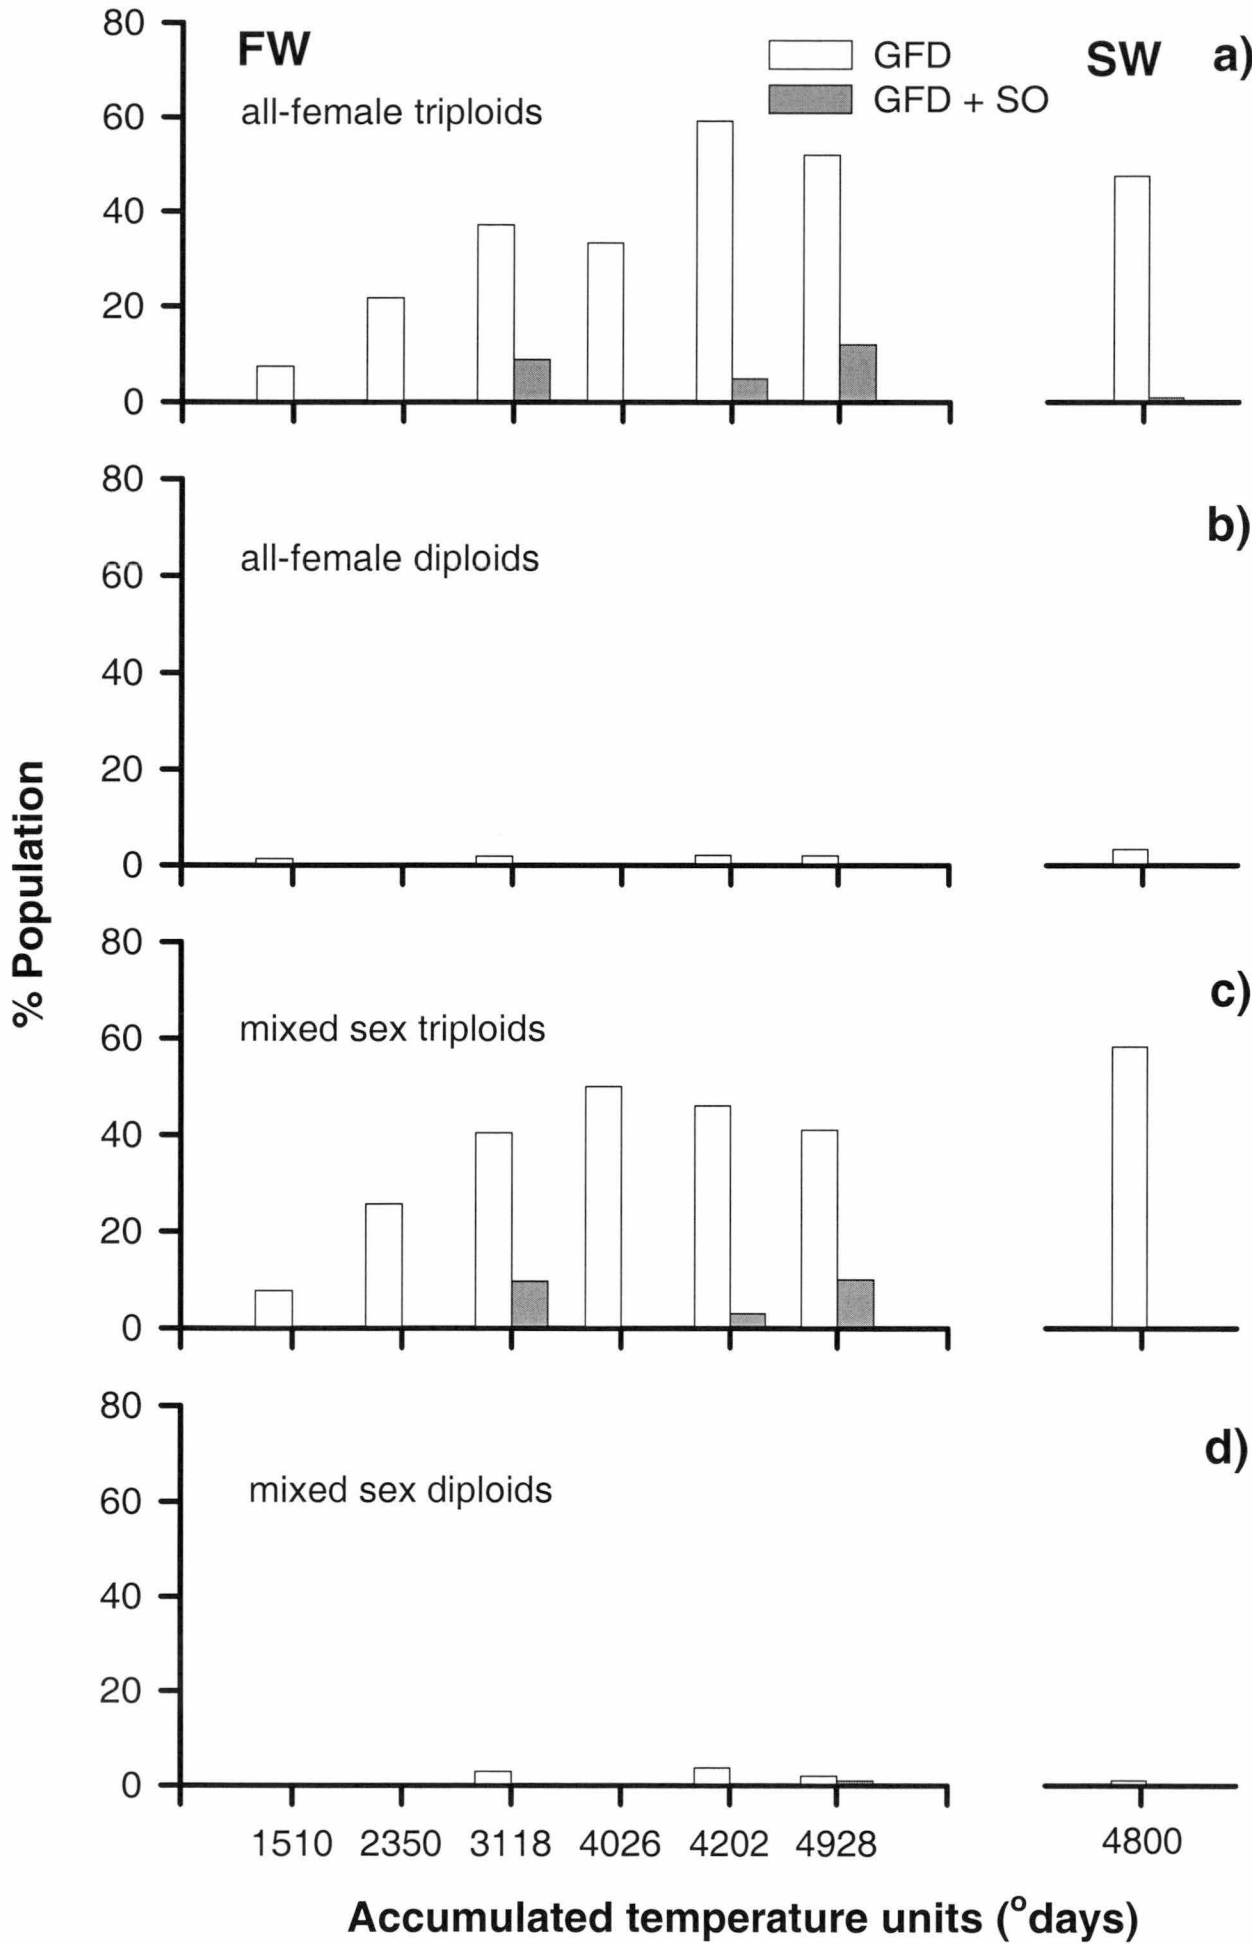 80
FW
GFD
SW
a)
all-female triploids
GFD + SO
60
40
20
0
80
b)
all-female diploids
60
40
20
0
80
c)
mixed sex triploids
60
40
20
0
80
d)
mixed sex diploids
60
40
20
0
% Population
1510 2350 3118 4026 4202 4928 4800
Accumulated temperature units (°days)